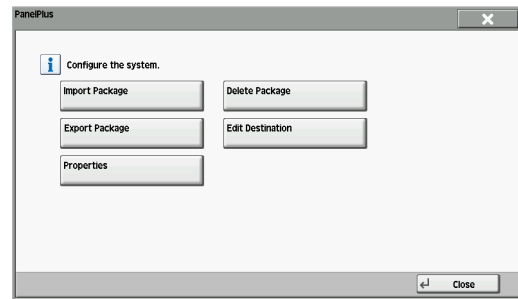 PanelPlus
Configure the system.
Import Package
Delete Package
Export Package
Edit Destination
Properties
Close